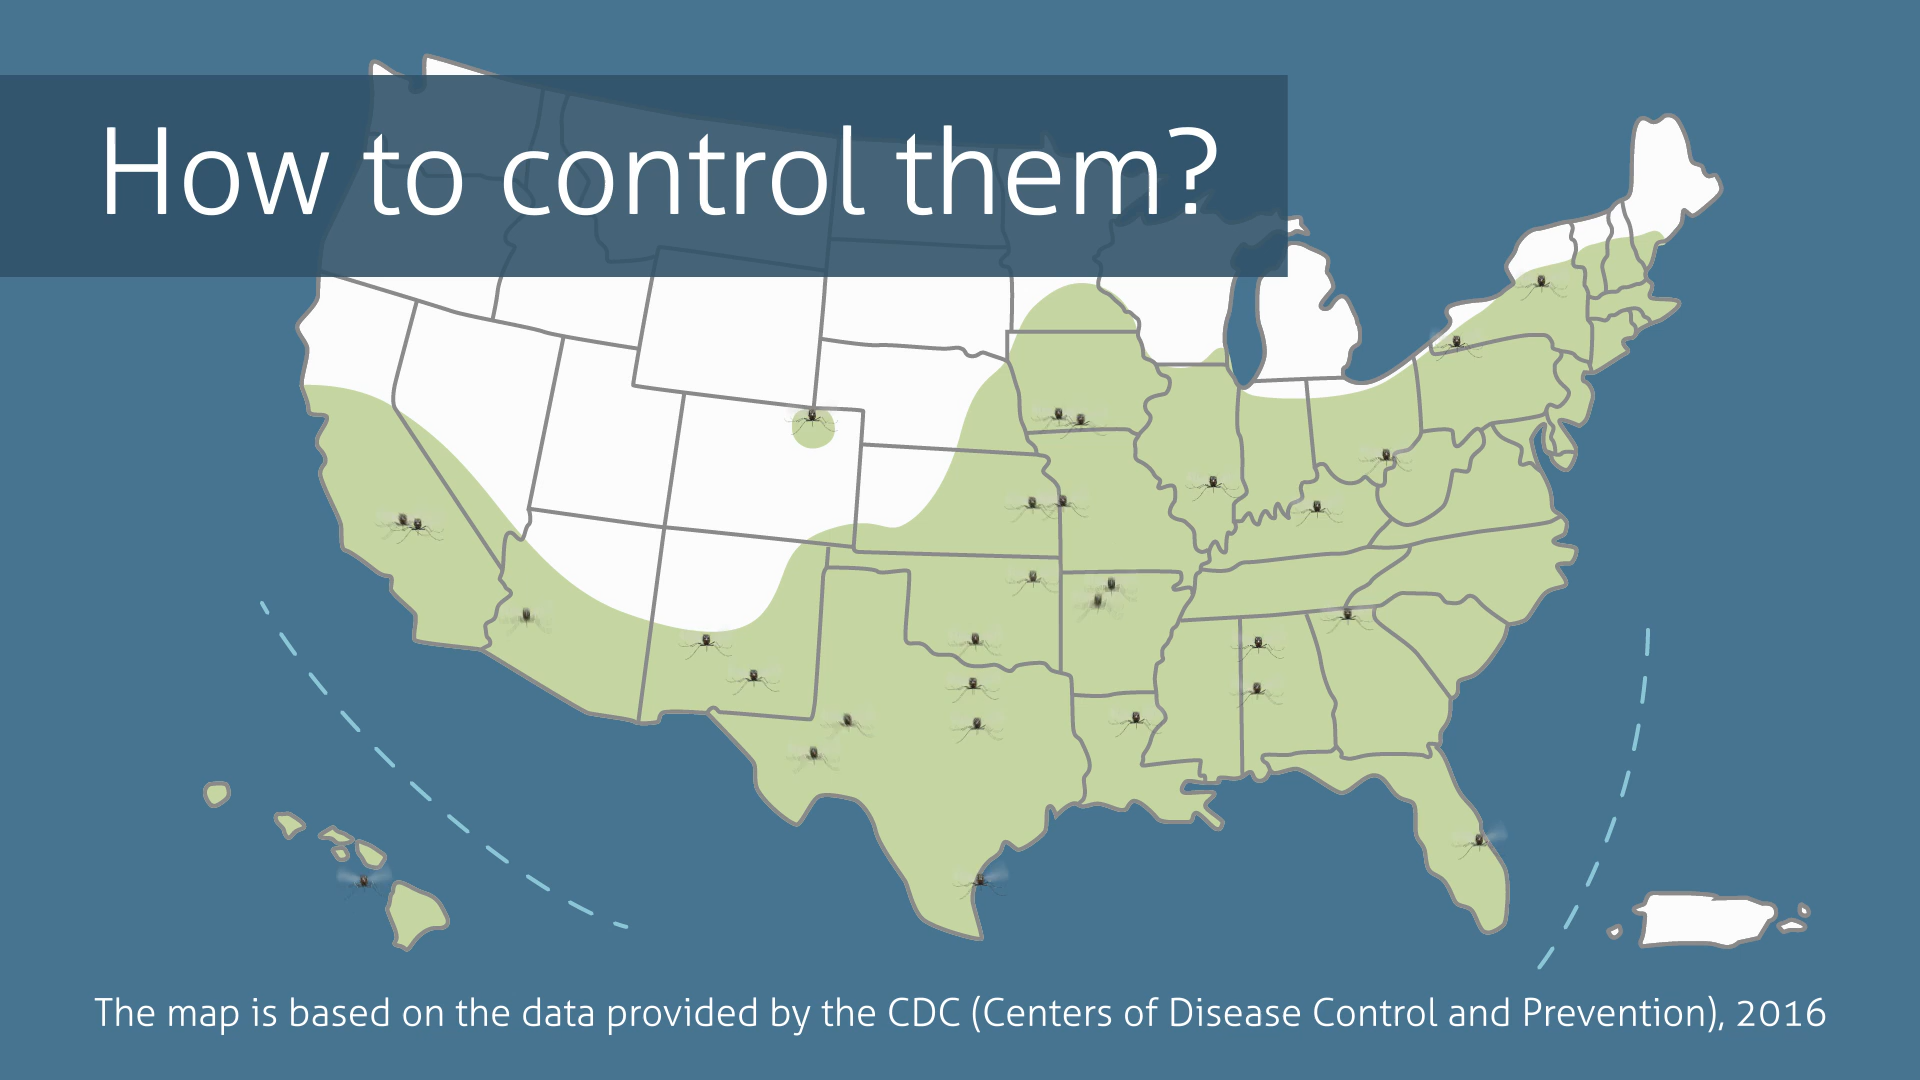 How to control them?
The map is based on the data provided by the CDC (Centers of Disease Control and Prevention), 2016